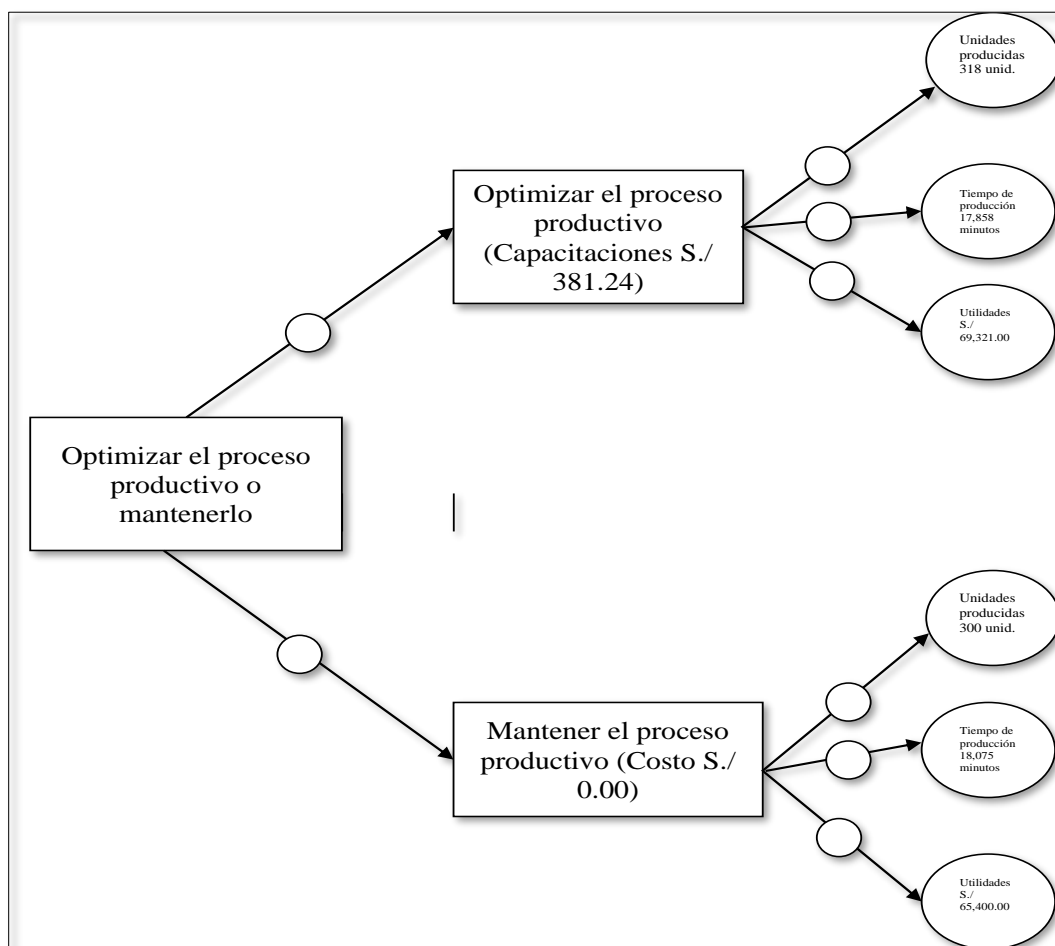 Unidades
producidas
318 unid.
Optimizar el proceso
productivo
(Capacitaciones S./
381.24)
Tiempo de
producción
17,858
minutos
Utilidades
S./
69,321.00
Optimizar el proceso
productivo o
mantenerlo
Unidades
producidas
300 unid.
Mantener el proceso
productivo (Costo S./
0.00)
Tiempo de
producción
18,075
minutos
Utilidades
S./
65,400.00